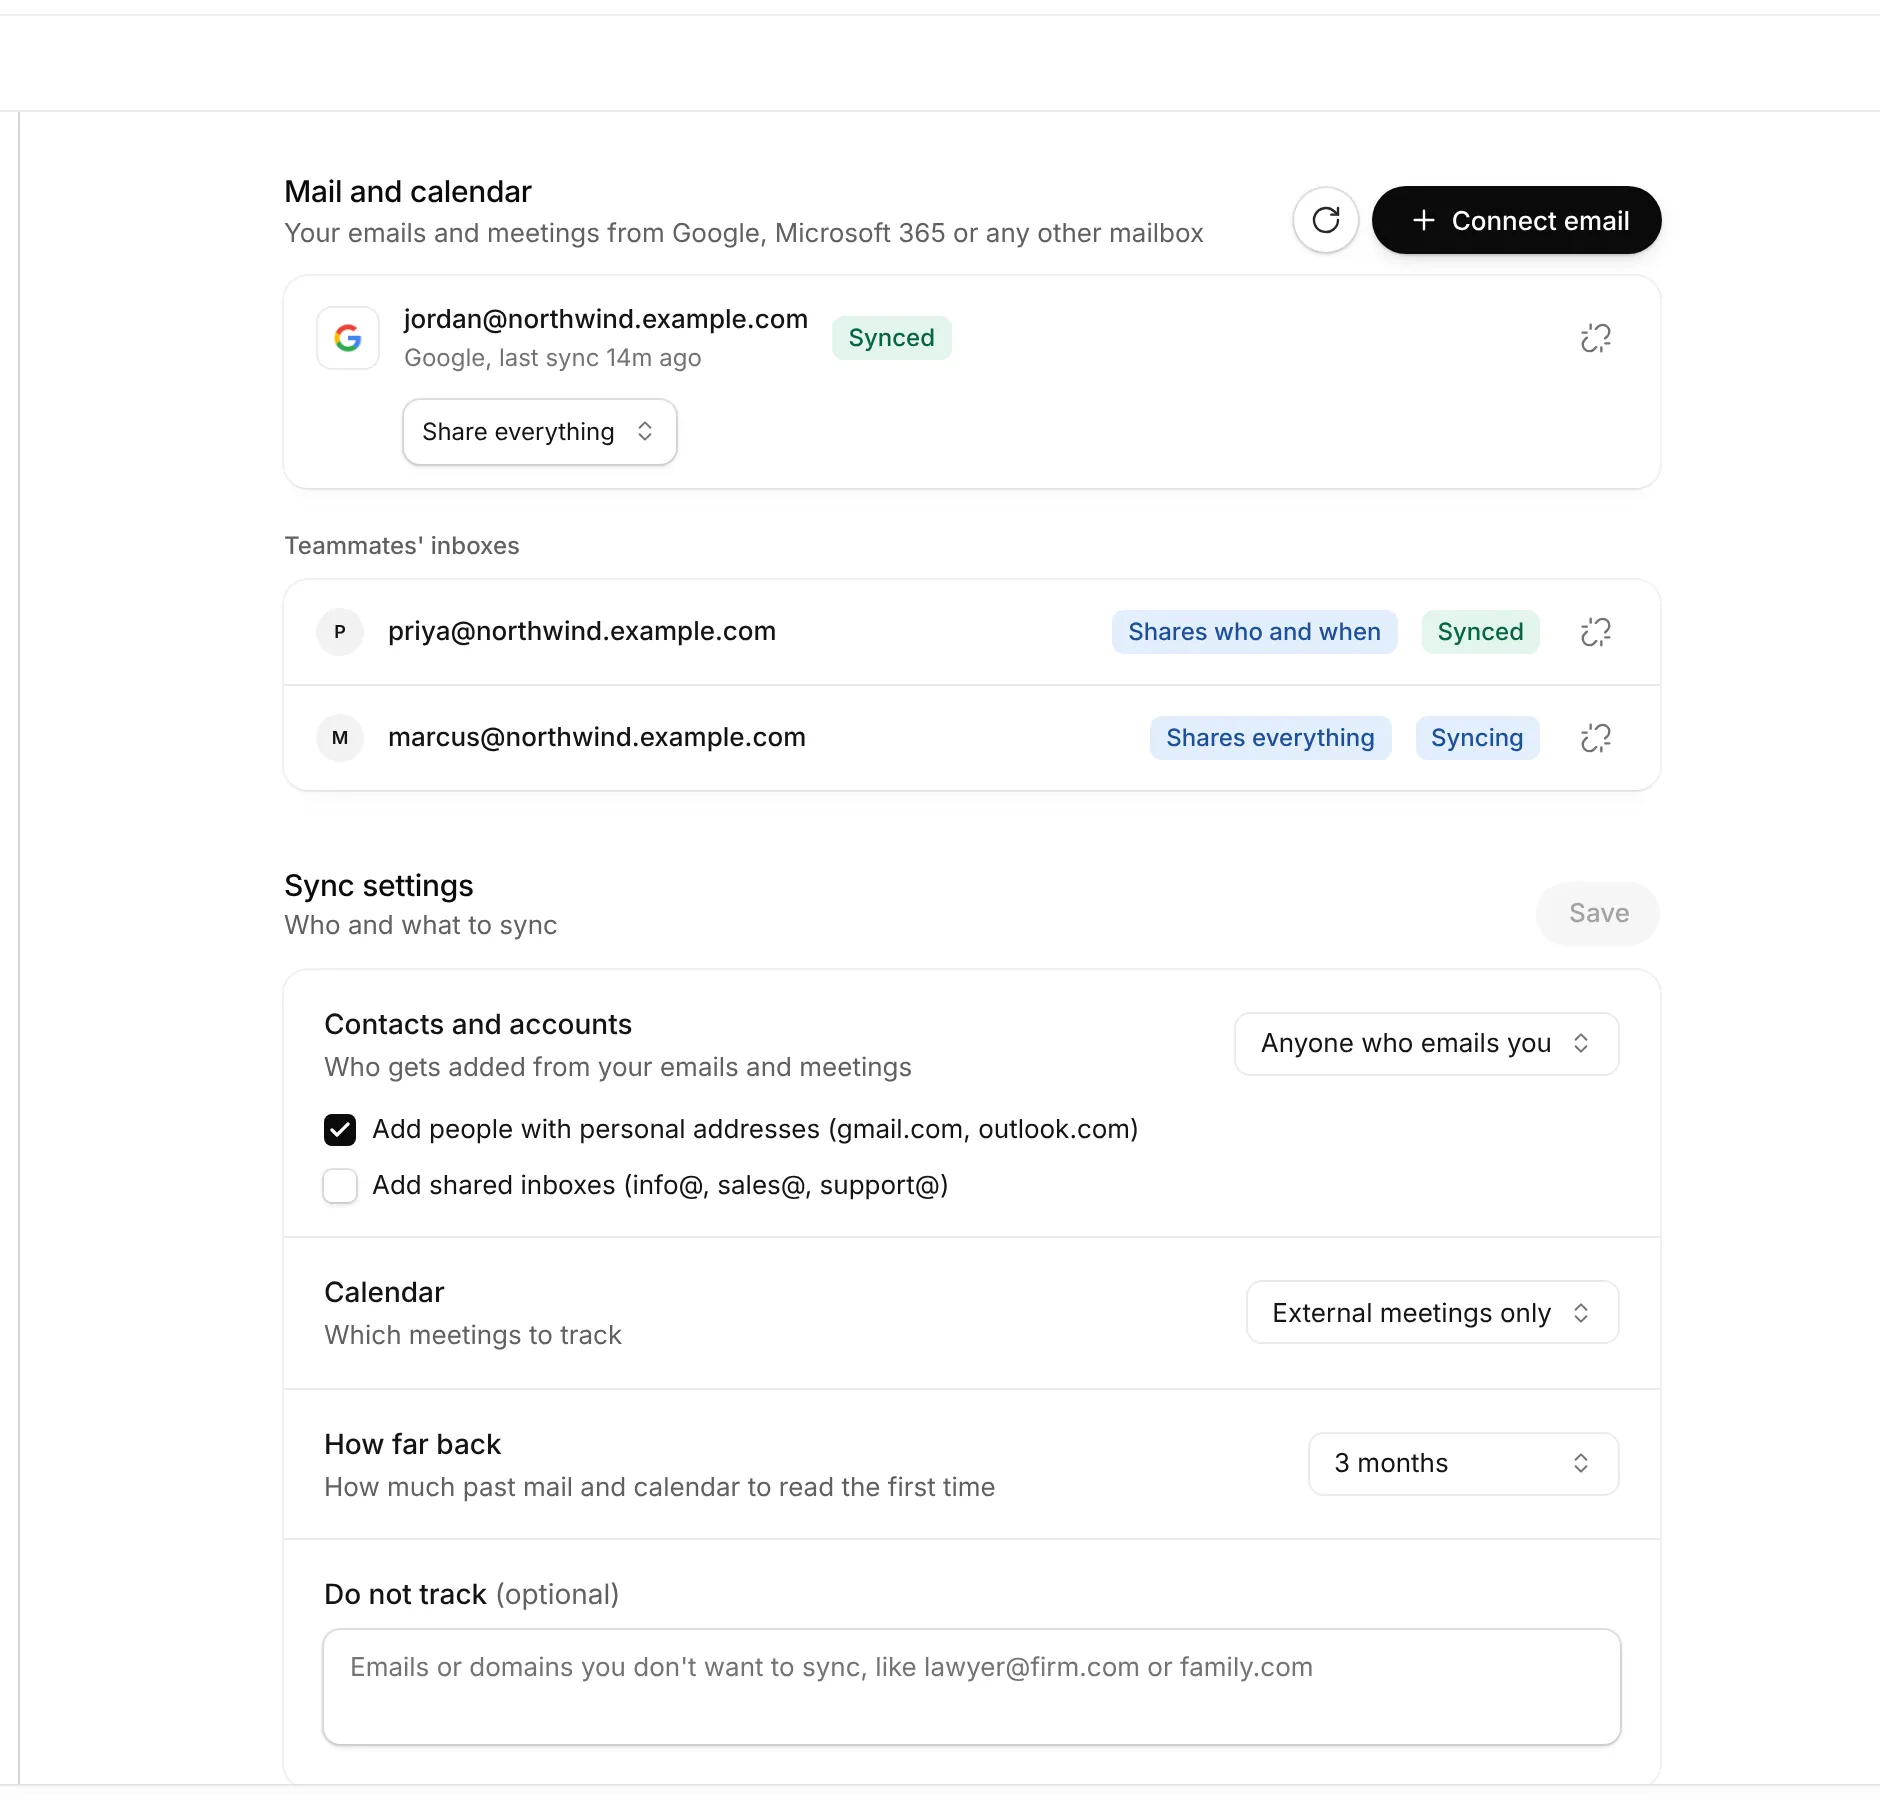 Mail and calendar
Your emails and meetings from Google, Microsoft 365 or any other mailbox
Connect email
jordan@northwind.example.com
Synced
Google, last sync 14m ago
Share everything
Teammates' inboxes
P
priya@northwind.example.com
Shares who and when
Synced
M
marcus@northwind.example.com
Shares everything
Syncing
Sync settings
Who and what to sync
Save
Contacts and accounts
Who gets added from your emails and meetings
Anyone who emails you
Add people with personal addresses (gmail.com, outlook.com)
Add shared inboxes (info@, sales@, support@)
Calendar
Which meetings to track
External meetings only
How far back
How much past mail and calendar to read the first time
3 months
Do not track (optional)
Emails or domains you don't want to sync, like lawyer@firm.com or family.com